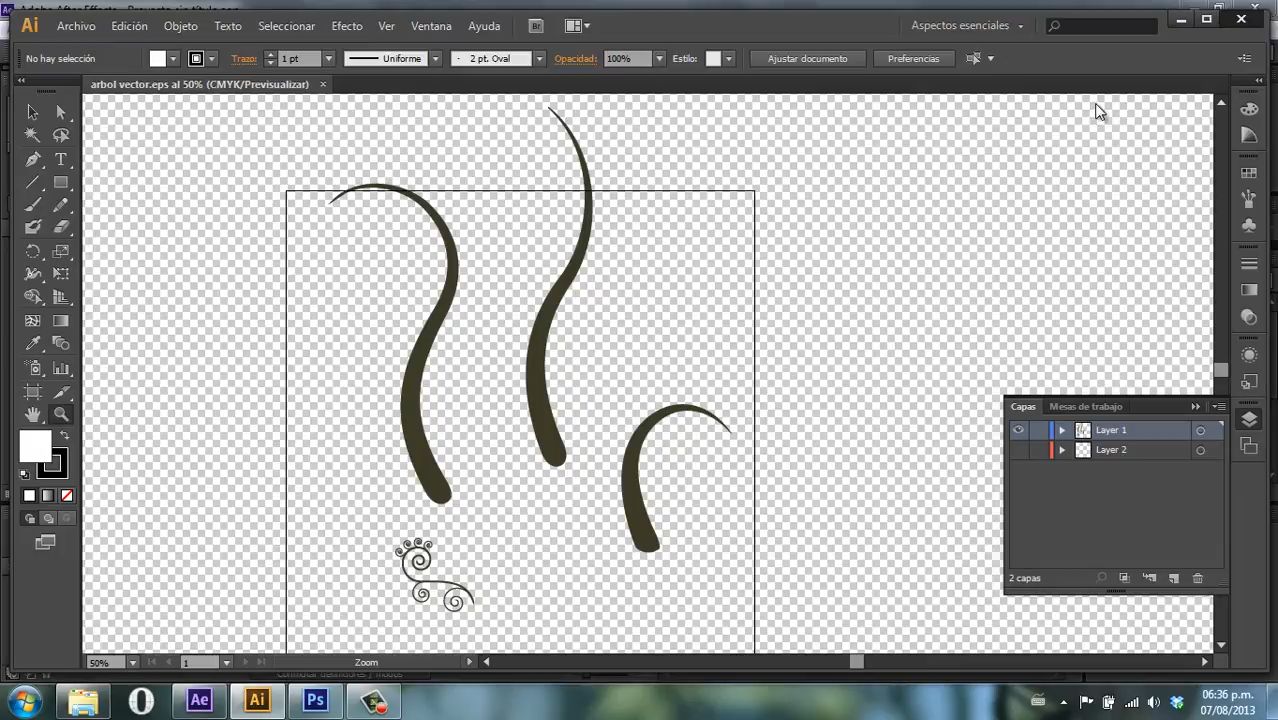 Ai Archivo Edición Objeto Texto Seleccionar Efecto Ver Ventana Ayuda Br Aspectos esenciales
No hay selección Trazo: 1 pt Uniforme 2 pt. Oval Opacidad: 100% Estilo: Ajustar documento Preferencias
arbol vector.eps al 50% (CMYK/Previsualizar)
T
Capas Mesas de trabajo
Layer 1
Layer 2
2 capas
50% 1 Zoom
Ae Ai Ps
06:36 p.m.
07/08/2013